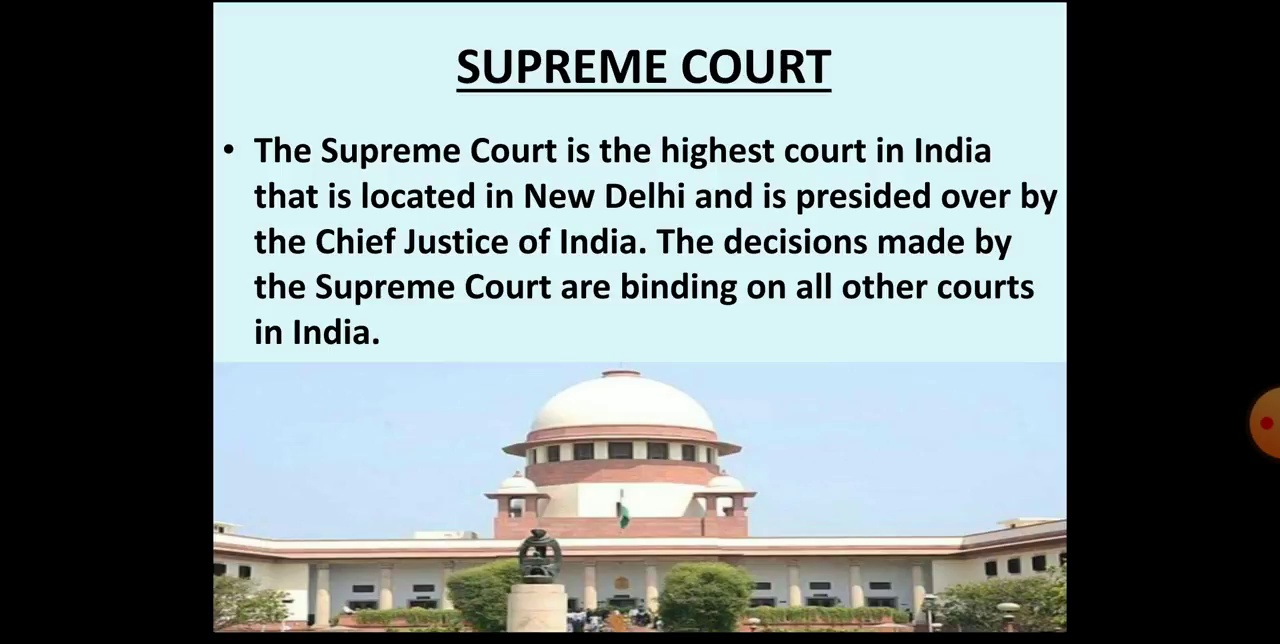 SUPREME COURT
• The Supreme Court is the highest court in India
that is located in New Delhi and is presided over by
the Chief Justice of India. The decisions made by
the Supreme Court are binding on all other courts
in India.